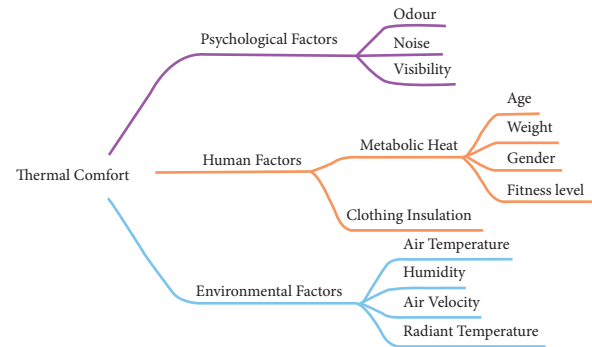 Thermal Comfort
Psychological Factors
Odour
Noise
Visibility
Human Factors
Metabolic Heat
Age
Weight
Gender
Fitness level
Clothing Insulation
Environmental Factors
Air Temperature
Humidity
Air Velocity
Radiant Temperature